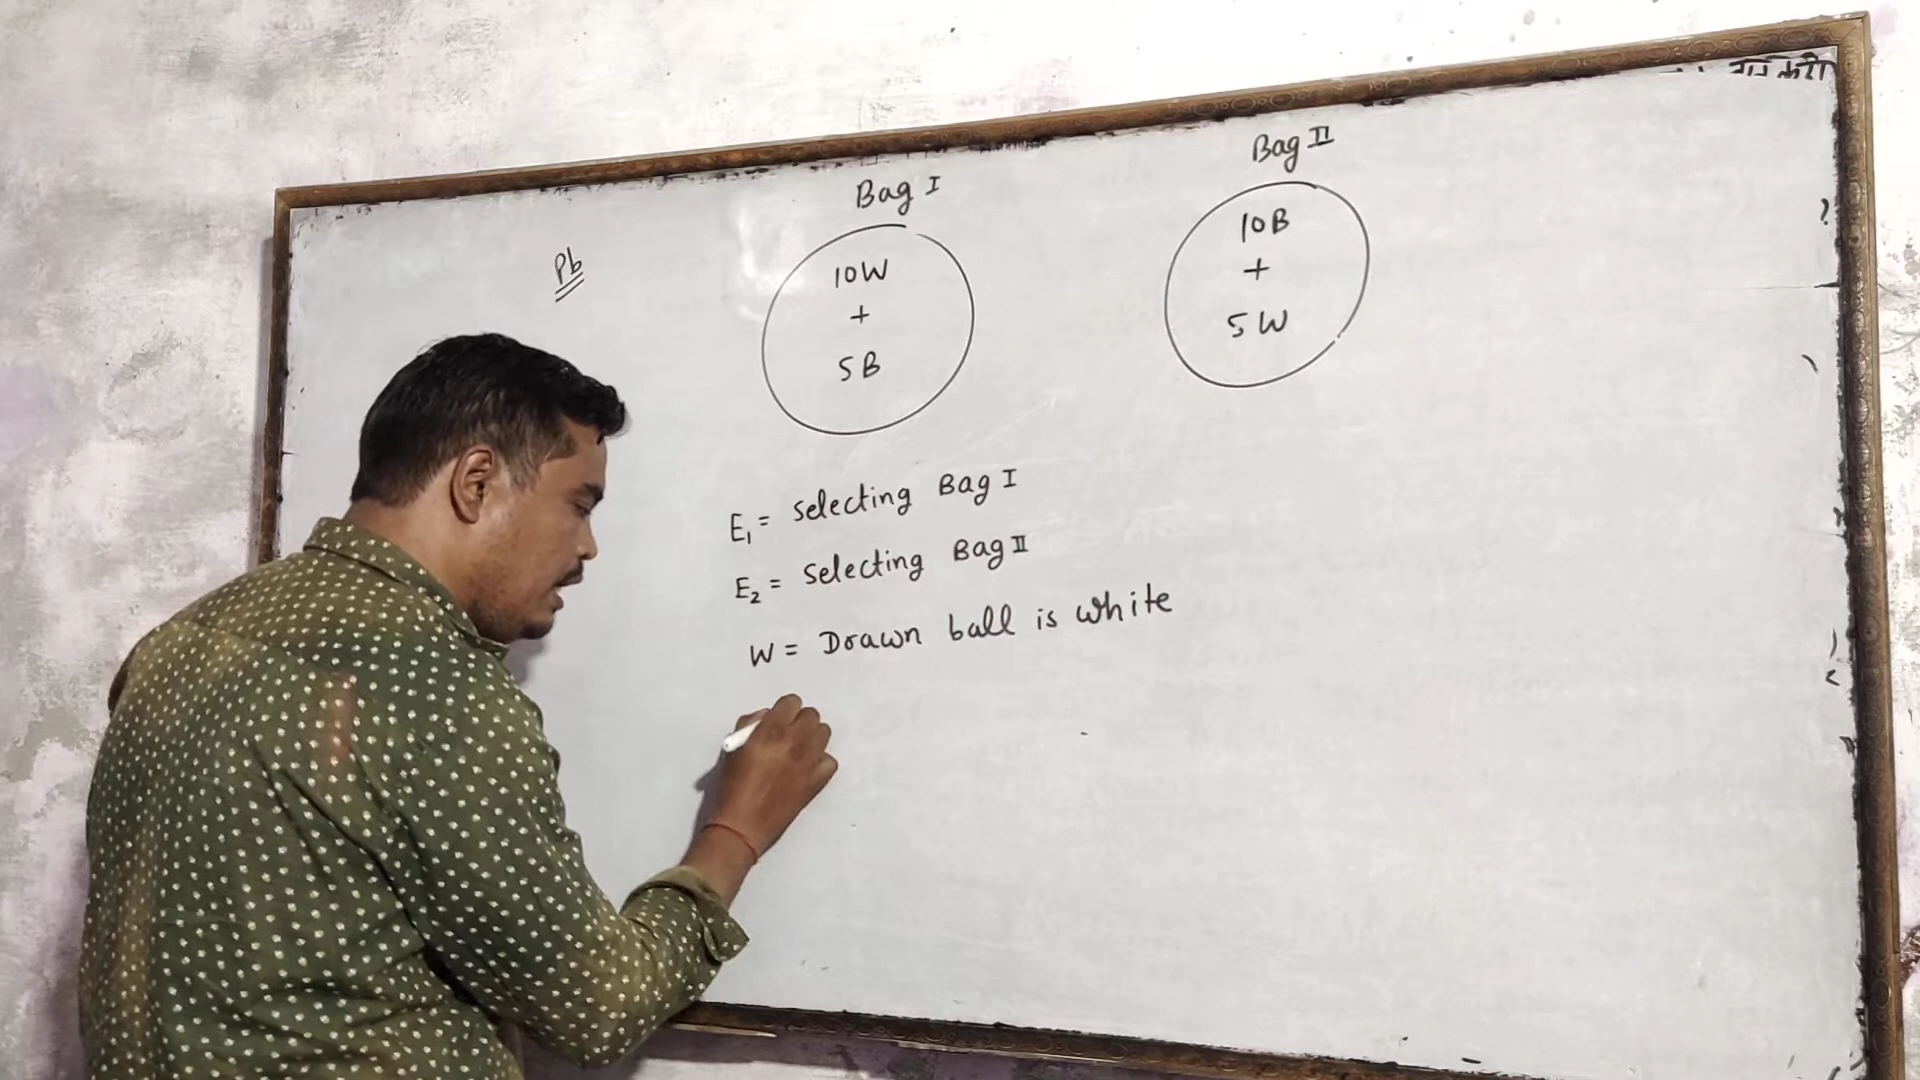 Pb
Bag I
10W
+
5B
Bag II
10B
+
5W
E₁ = selecting Bag I
E₂ = selecting Bag II
W = Drawn ball is white